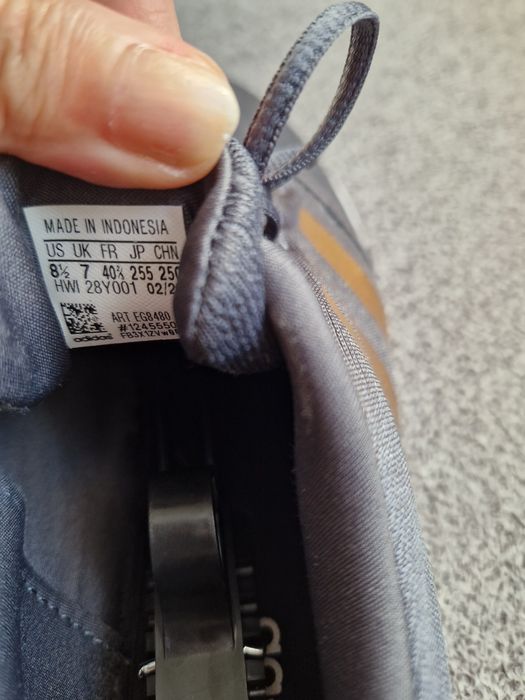 MADE IN INDONESIA
US UK FR JP CHN
8½ 7 40⅔ 255 250
HWI 28Y001 02/2
ART EG8480
#1245550
adidas